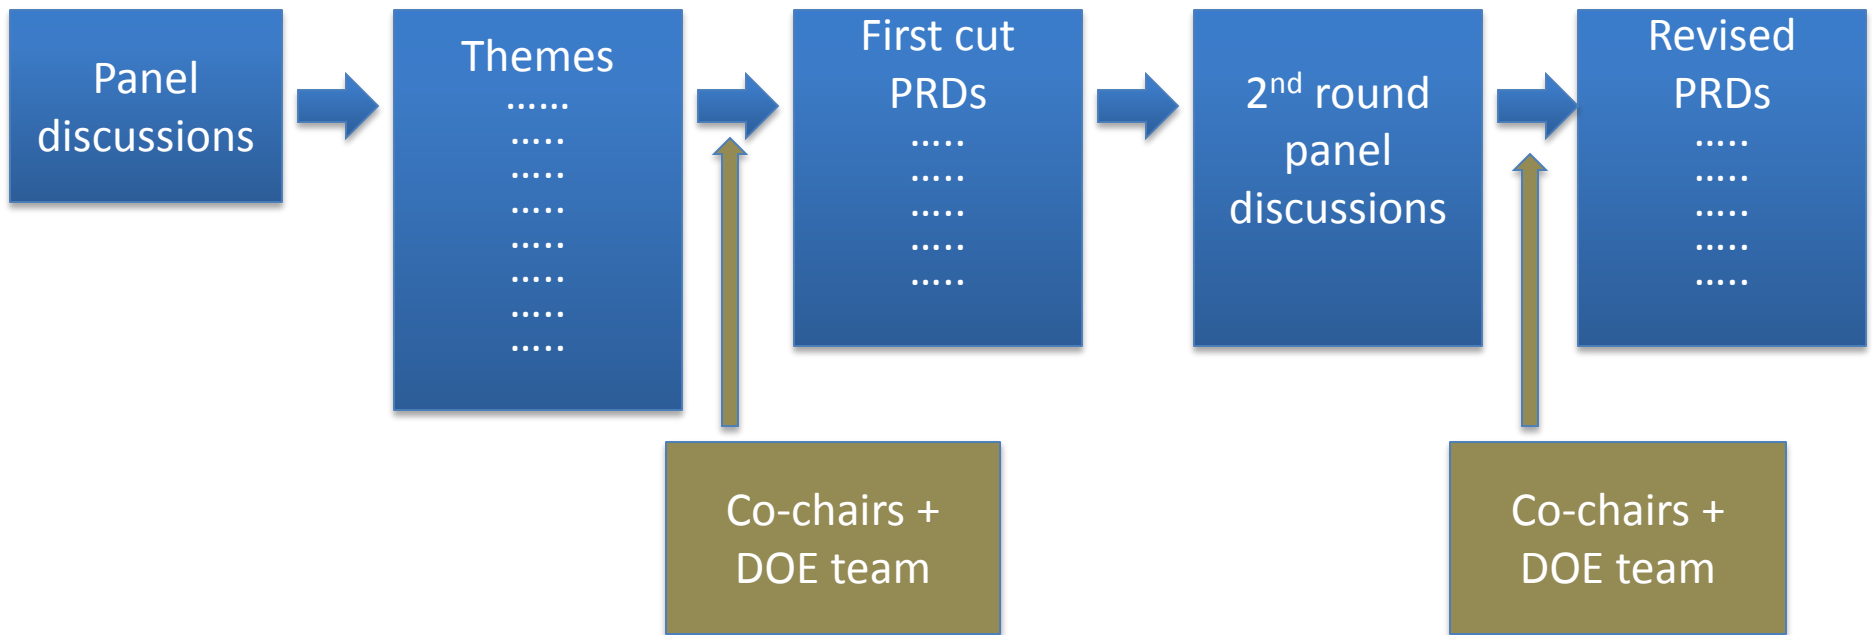 Panel
discussions
Themes
……
…..
…..
…..
…..
…..
…..
…..
First cut
PRDs
…..
…..
…..
…..
…..
2nd round
panel
discussions
Revised
PRDs
…..
…..
…..
…..
…..
Co-chairs +
DOE team
Co-chairs +
DOE team